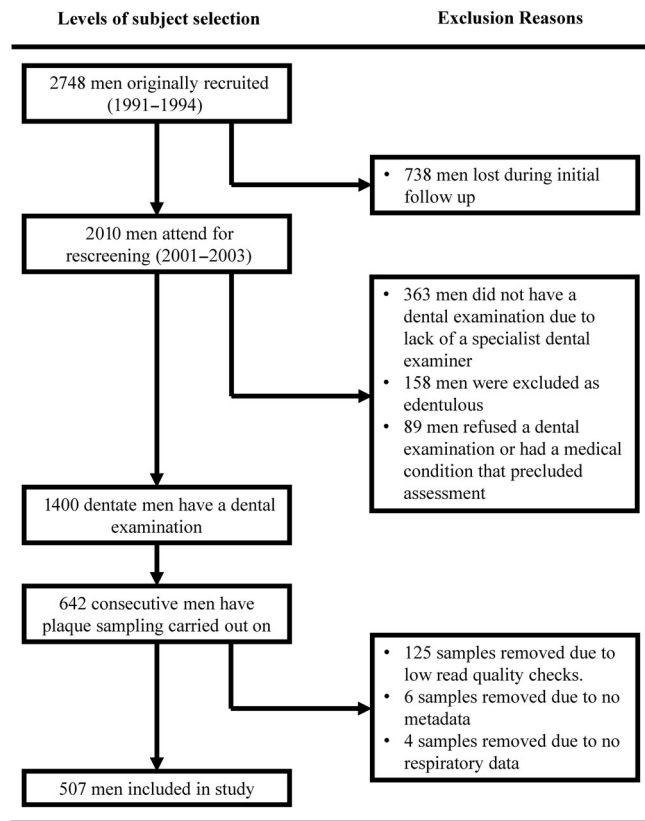 Levels of subject selection
Exclusion Reasons
2748 men originally recruited
(1991–1994)
• 738 men lost during initial
follow up
2010 men attend for
rescreening (2001–2003)
• 363 men did not have a
dental examination due to
lack of a specialist dental
examiner
• 158 men were excluded as
edentulous
• 89 men refused a dental
examination or had a medical
condition that precluded
assessment
1400 dentate men have a dental
examination
642 consecutive men have
plaque sampling carried out on
• 125 samples removed due to
low read quality checks.
• 6 samples removed due to no
metadata
• 4 samples removed due to no
respiratory data
507 men included in study